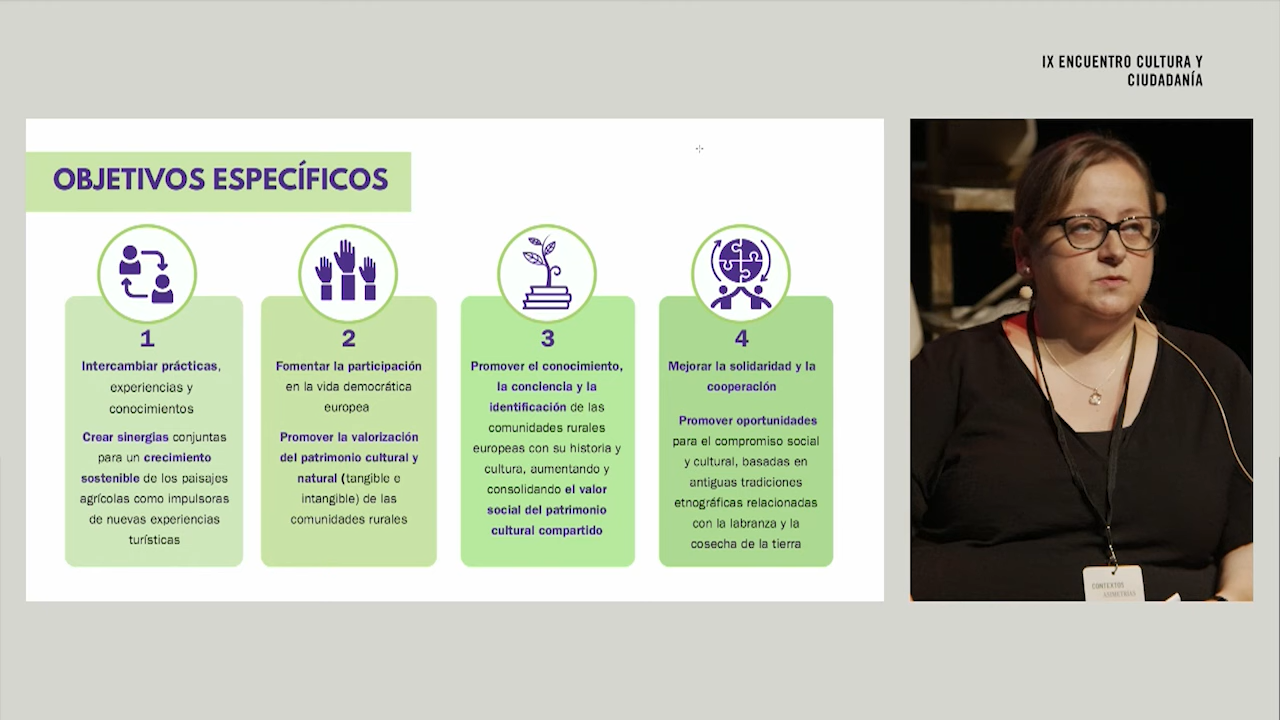 IX ENCUENTRO CULTURA Y
CIUDADANÍA
OBJETIVOS ESPECÍFICOS
1
Intercambiar prácticas,
experiencias y
conocimientos
Crear sinergias conjuntas
para un crecimiento
sostenible de los paisajes
agrícolas como impulsoras
de nuevas experiencias
turísticas
2
Fomentar la participación
en la vida democrática
europea
Promover la valorización
del patrimonio cultural y
natural (tangible e
intangible) de las
comunidades rurales
3
Promover el conocimiento,
la conciencia y la
identificación de las
comunidades rurales
europeas con su historia y
cultura, aumentando y
consolidando el valor
social del patrimonio
cultural compartido
4
Mejorar la solidaridad y la
cooperación
Promover oportunidades
para el compromiso social
y cultural, basadas en
antiguas tradiciones
etnográficas relacionadas
con la labranza y la
cosecha de la tierra
CONTEXTOS
ASIMETRÍAS